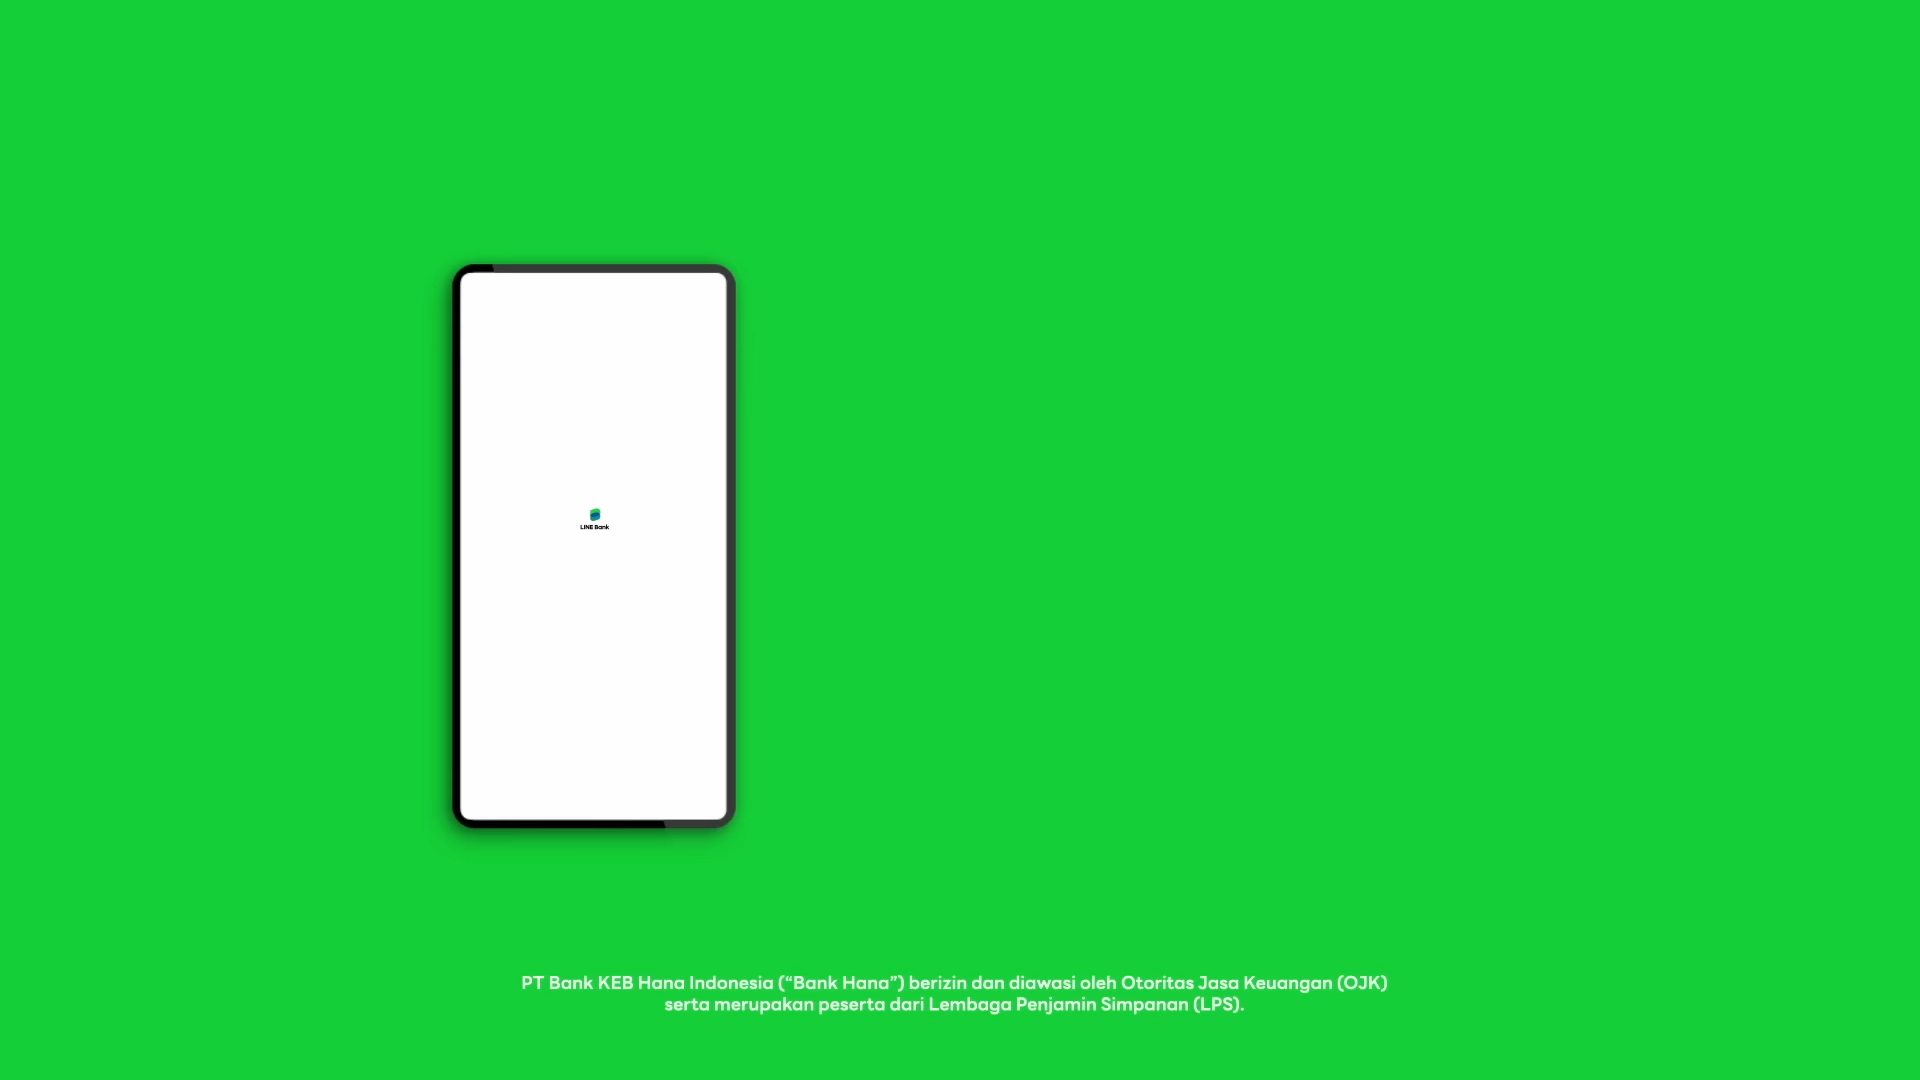 LINE Bank
PT Bank KEB Hana Indonesia (“Bank Hana”) berizin dan diawasi oleh Otoritas Jasa Keuangan (OJK)
serta merupakan peserta dari Lembaga Penjamin Simpanan (LPS).